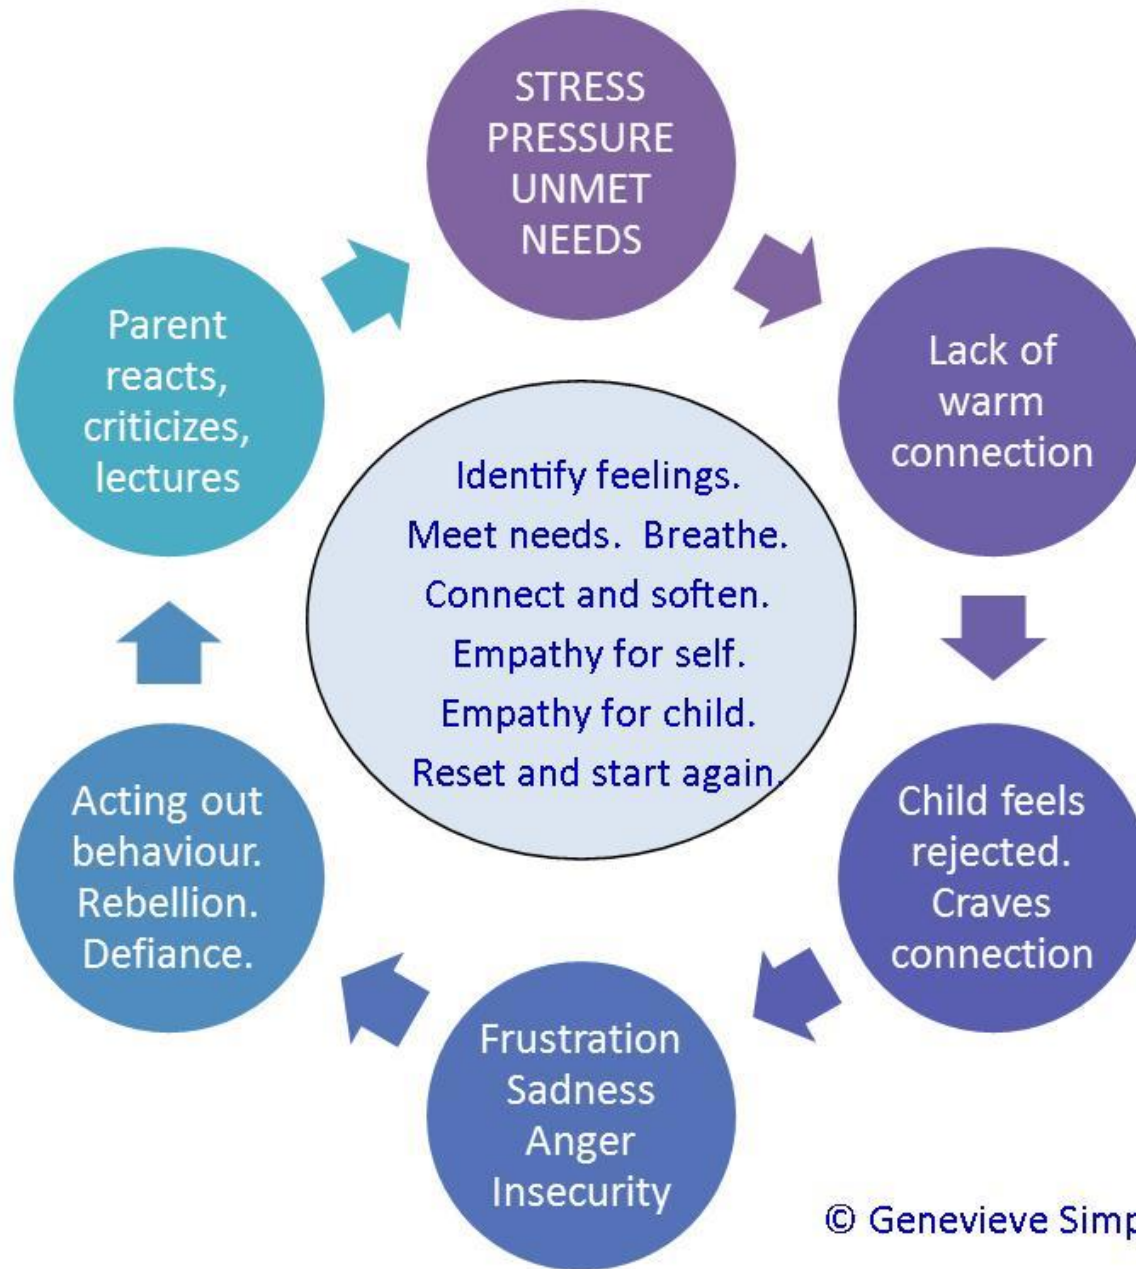 STRESS
PRESSURE
UNMET
NEEDS
Lack of
warm
connection
Child feels
rejected.
Craves
connection
Frustration
Sadness
Anger
Insecurity
Acting out
behaviour.
Rebellion.
Defiance.
Parent
reacts,
criticizes,
lectures
Identify feelings.
Meet needs.  Breathe.
Connect and soften.
Empathy for self.
Empathy for child.
Reset and start again.
© Genevieve Simp